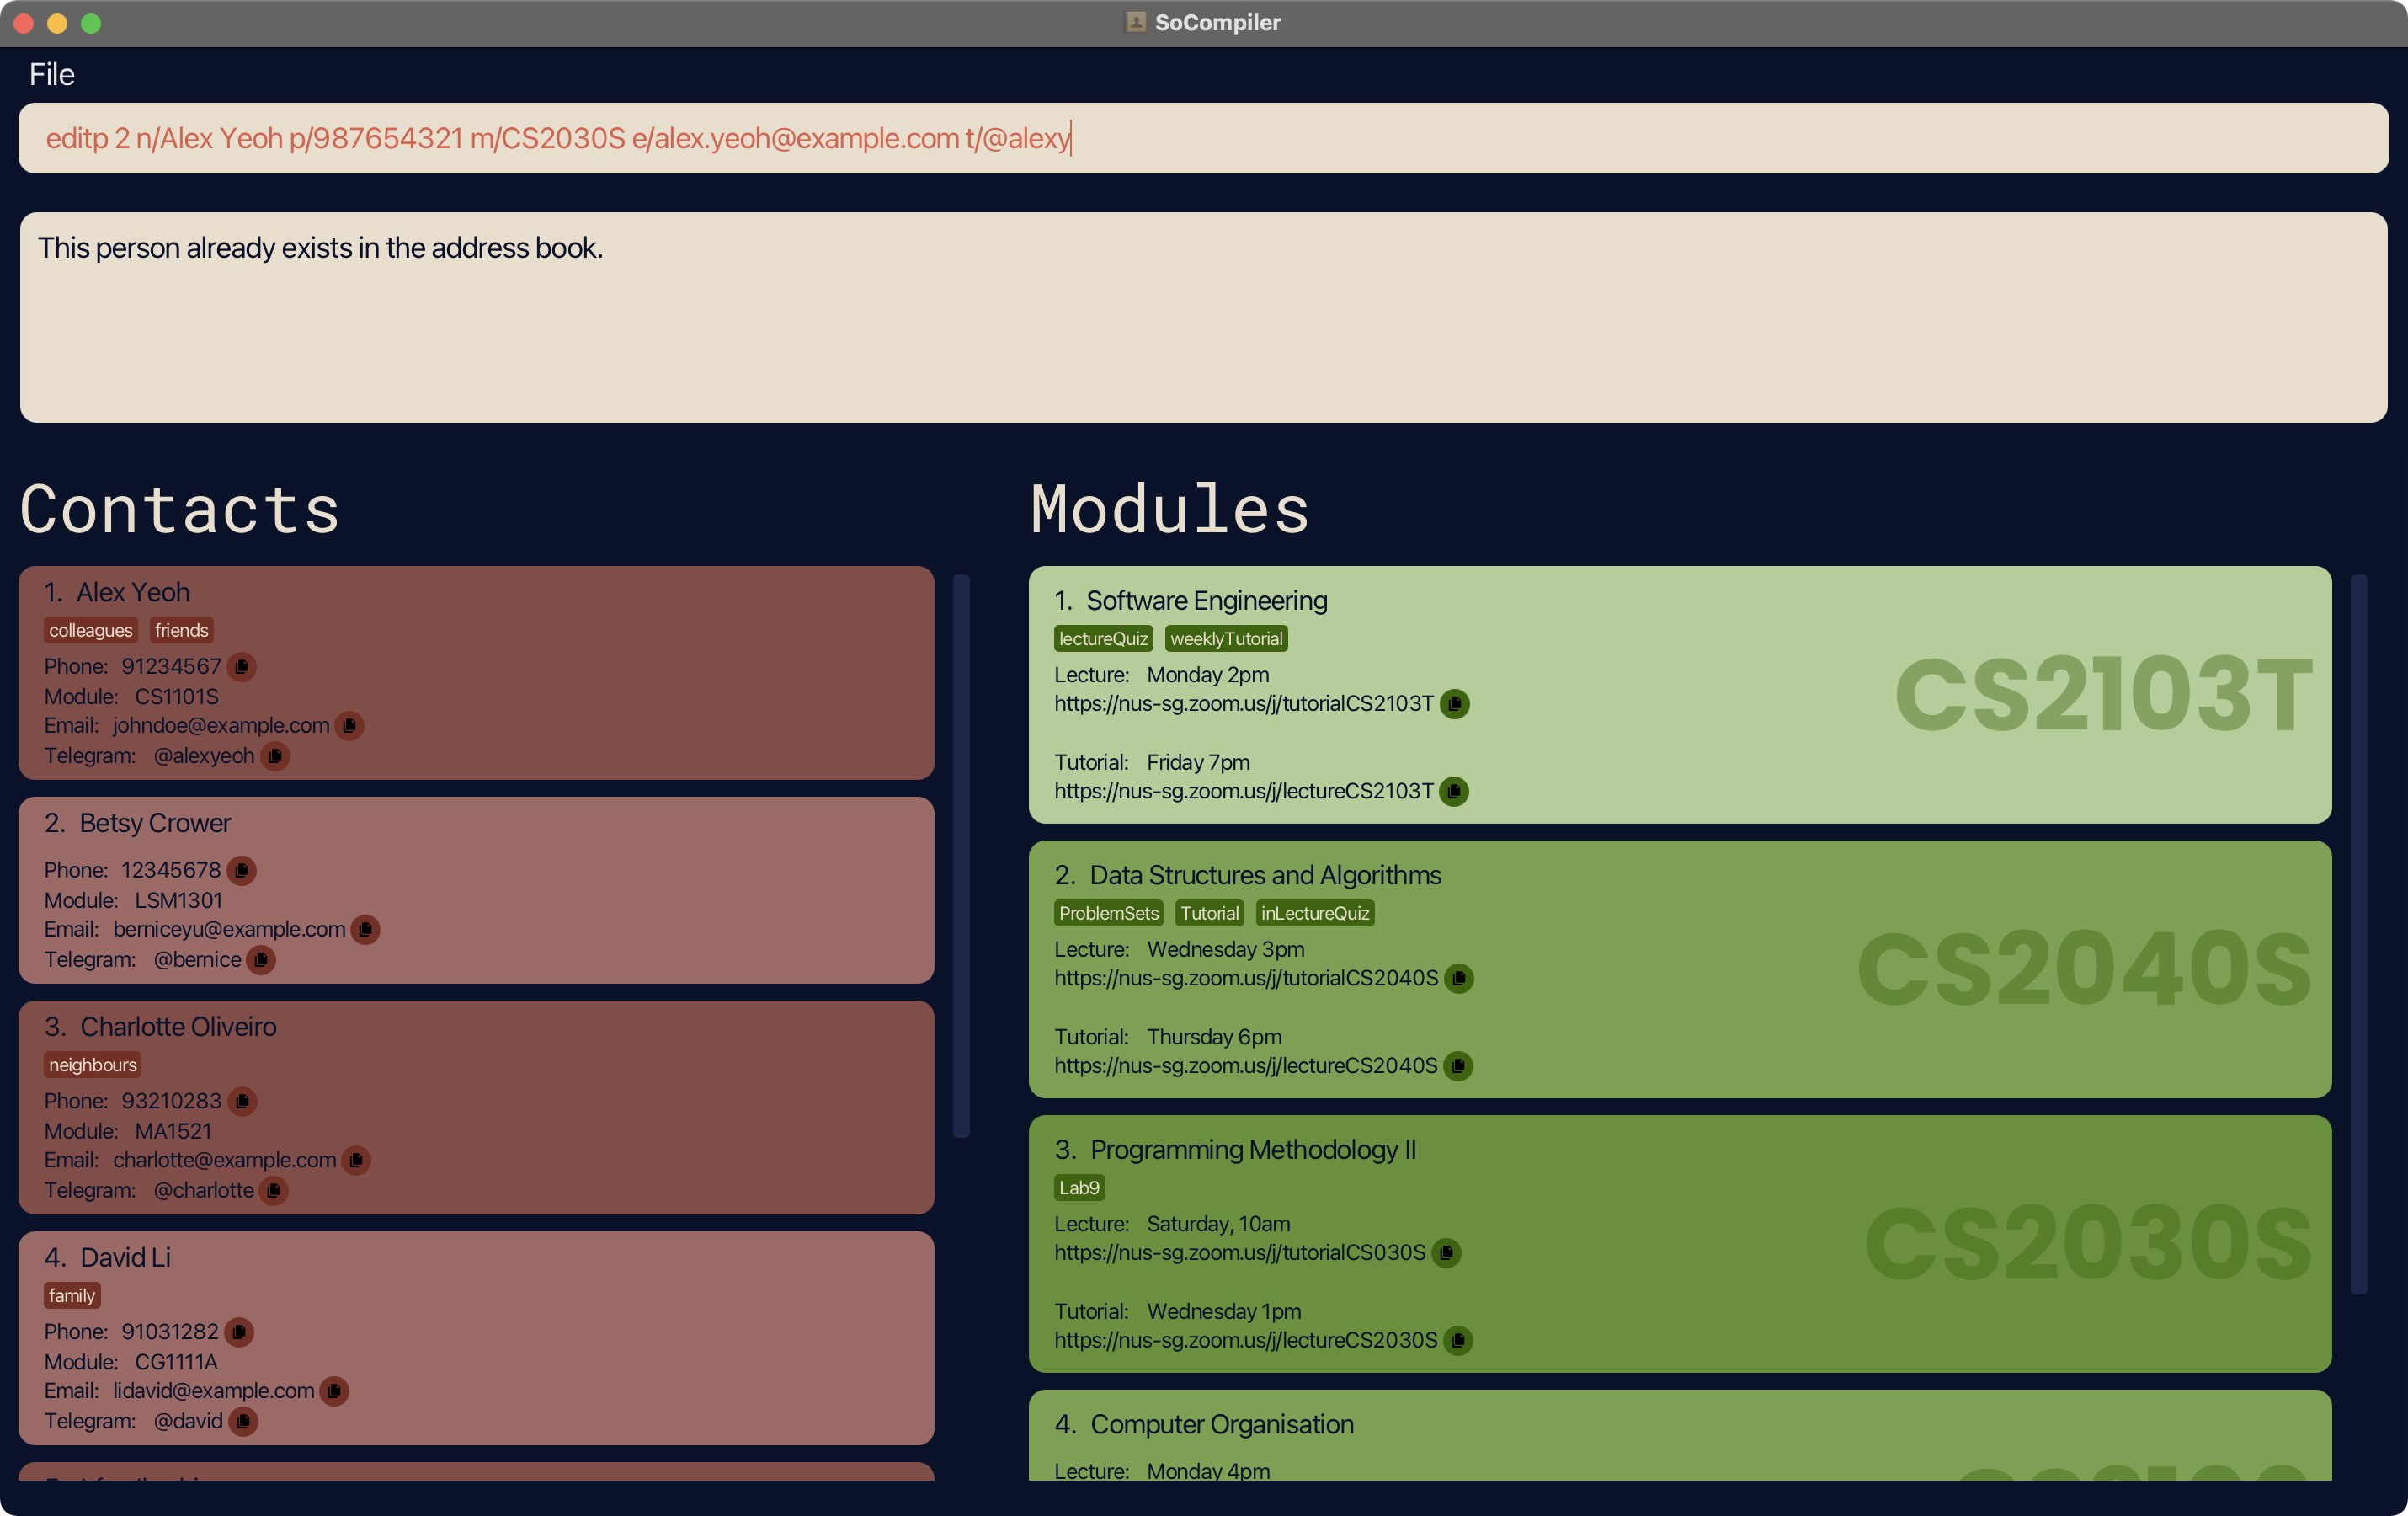 SoCompiler
File
editp 2 n/Alex Yeoh p/987654321 m/CS2030S e/alex.yeoh@example.com t/@alexy
This person already exists in the address book.
Contacts
1. Alex Yeoh
colleagues friends
Phone: 91234567
Module: CS1101S
Email: johndoe@example.com
Telegram: @alexyeoh
2. Betsy Crower
Phone: 12345678
Module: LSM1301
Email: berniceyu@example.com
Telegram: @bernice
3. Charlotte Oliveiro
neighbours
Phone: 93210283
Module: MA1521
Email: charlotte@example.com
Telegram: @charlotte
4. David Li
family
Phone: 91031282
Module: CG1111A
Email: lidavid@example.com
Telegram: @david
Modules
1. Software Engineering
lectureQuiz weeklyTutorial
Lecture: Monday 2pm
https://nus-sg.zoom.us/j/tutorialCS2103T
Tutorial: Friday 7pm
https://nus-sg.zoom.us/j/lectureCS2103T
CS2103T
2. Data Structures and Algorithms
ProblemSets Tutorial inLectureQuiz
Lecture: Wednesday 3pm
https://nus-sg.zoom.us/j/tutorialCS2040S
Tutorial: Thursday 6pm
https://nus-sg.zoom.us/j/lectureCS2040S
CS2040S
3. Programming Methodology II
Lab9
Lecture: Saturday, 10am
https://nus-sg.zoom.us/j/tutorialCS030S
Tutorial: Wednesday 1pm
https://nus-sg.zoom.us/j/lectureCS2030S
CS2030S
4. Computer Organisation
Lecture: Monday 4pm